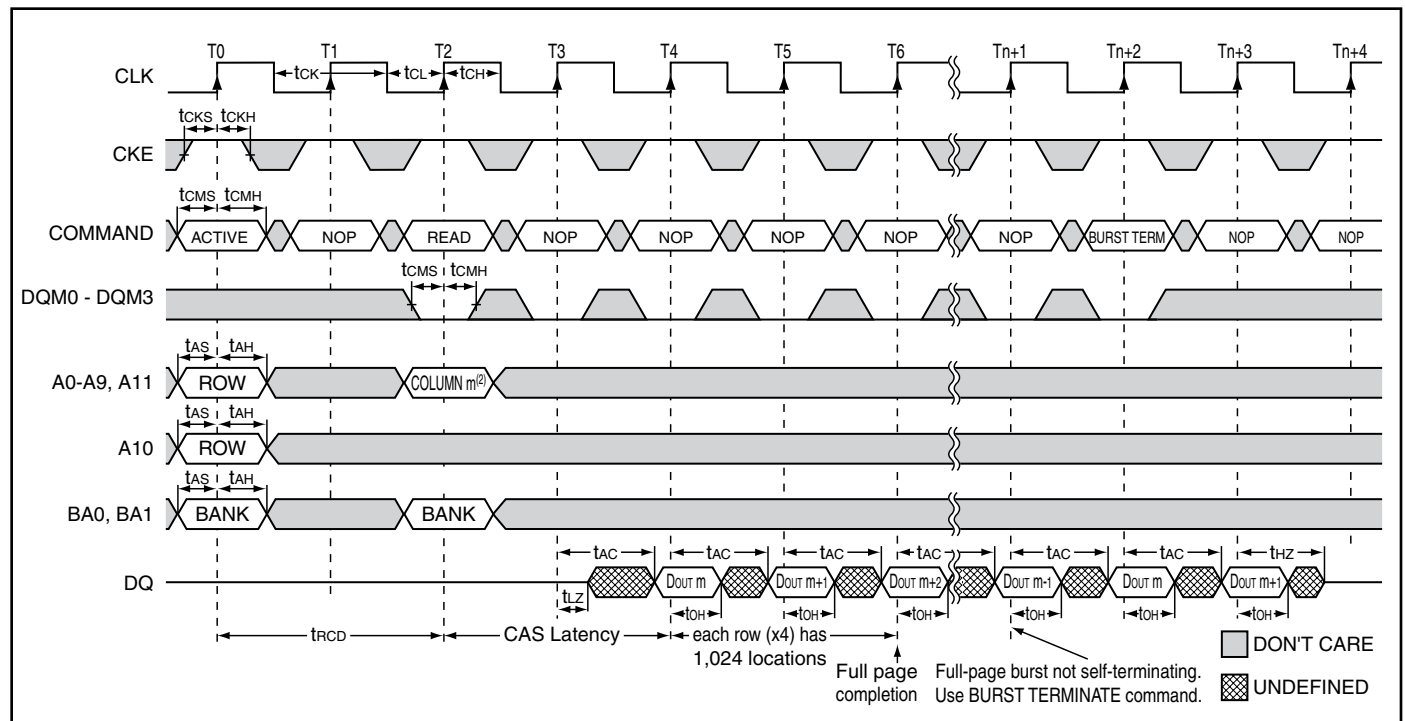 T0 T1 T2 T3 T4 T5 T6 Tn+1 Tn+2 Tn+3 Tn+4
CLK tCK tCL tCH
tCKS tCKH
CKE
tCMS tCMH
COMMAND ACTIVE NOP READ NOP NOP NOP NOP NOP BURST TERM NOP NOP
tCMS tCMH
DQM0 - DQM3
tAS tAH
A0-A9, A11 ROW COLUMN m(2)
tAS tAH
A10 ROW
tAS tAH
BA0, BA1 BANK BANK
tAC tAC tAC tAC tAC tAC tHZ
DQ DOUT m DOUT m+1 DOUT m+2 DOUT m-1 DOUT m DOUT m+1
tLZ tOH tOH tOH tOH tOH tOH
tRCD CAS Latency each row (x4) has
1,024 locations
Full page
completion
Full-page burst not self-terminating.
Use BURST TERMINATE command.
DON'T CARE
UNDEFINED